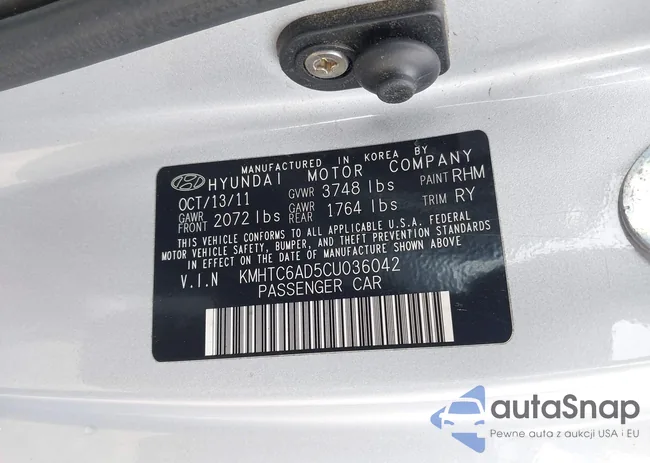 MANUFACTURED IN KOREA BY
HYUNDAI MOTOR COMPANY
OCT/13/11 GVWR 3748 lbs PAINT RHM
GAWR FRONT 2072 lbs GAWR REAR 1764 lbs TRIM RY
THIS VEHICLE CONFORMS TO ALL APPLICABLE U.S.A. FEDERAL
MOTOR VEHICLE SAFETY, BUMPER, AND THEFT PREVENTION STANDARDS
IN EFFECT ON THE DATE OF MANUFACTURE SHOWN ABOVE.
V.I.N KMHTC6AD5CU036042
PASSENGER CAR
autaSnap
Pewne auta z aukcji USA i EU